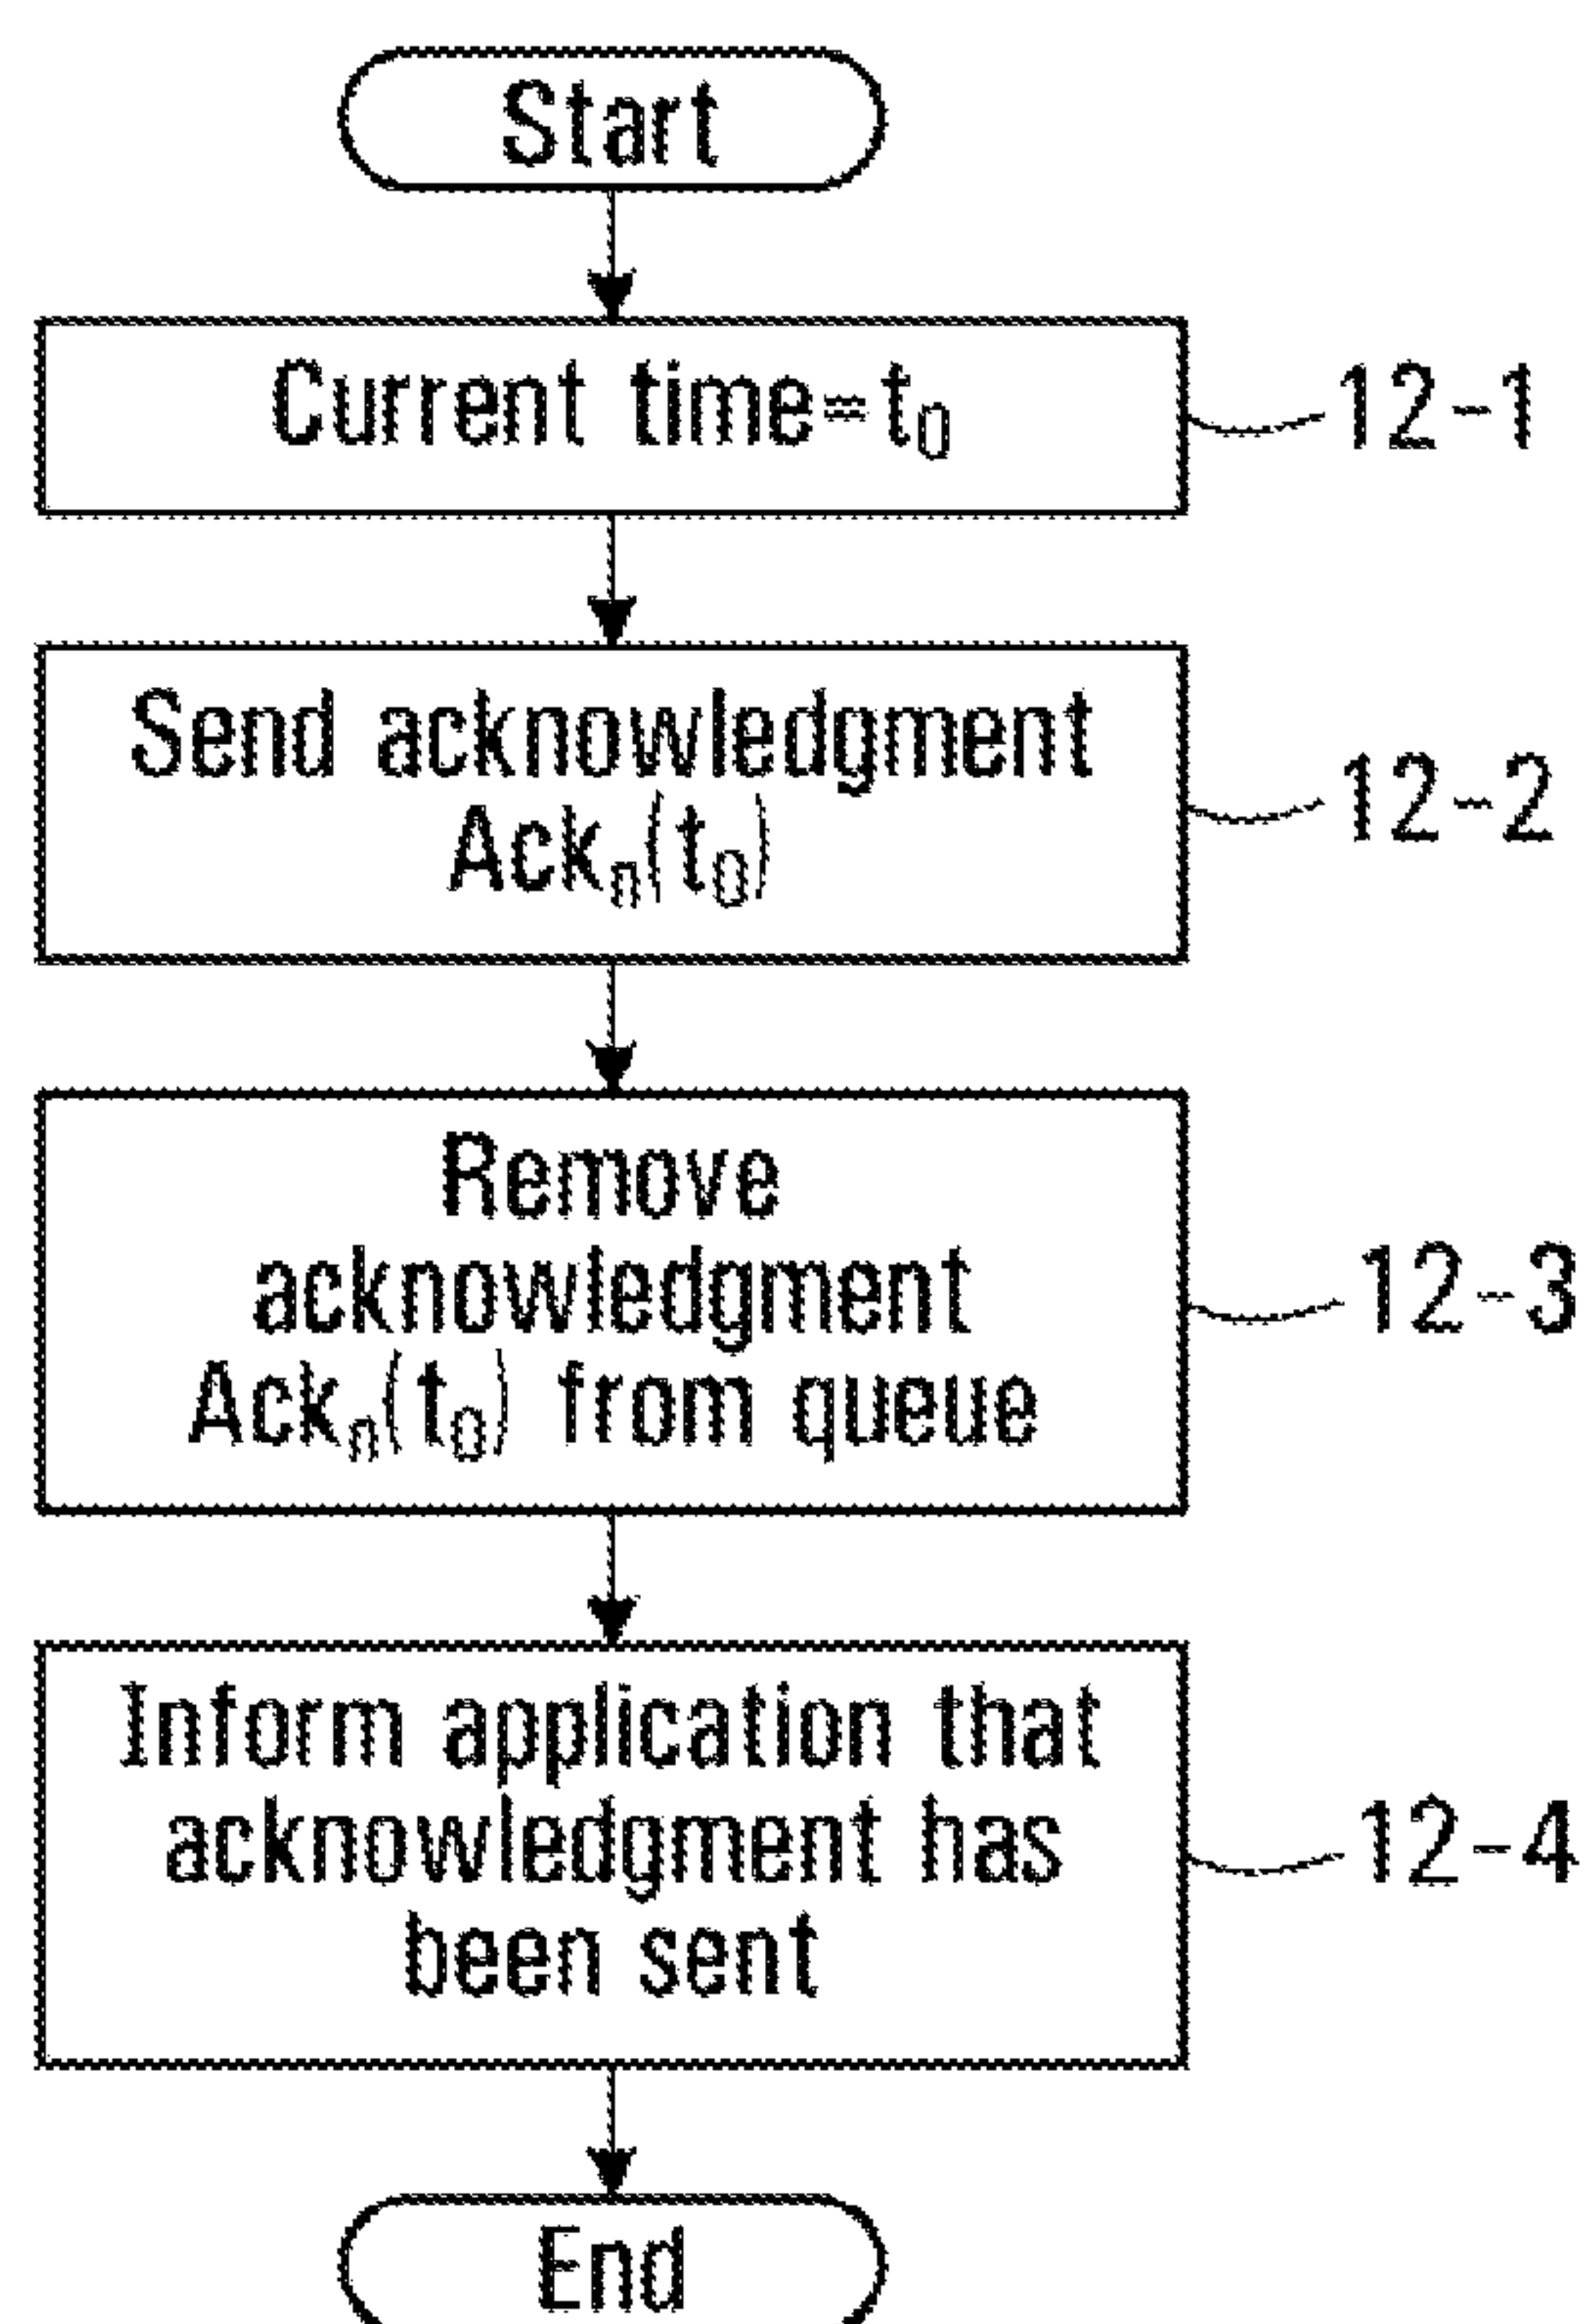 Start
Current time=t₀
12-1
Send acknowledgment
Ackₙ(t₀)
12-2
Remove
acknowledgment
Ackₙ(t₀) from queue
12-3
Inform application that
acknowledgment has
been sent
12-4
End